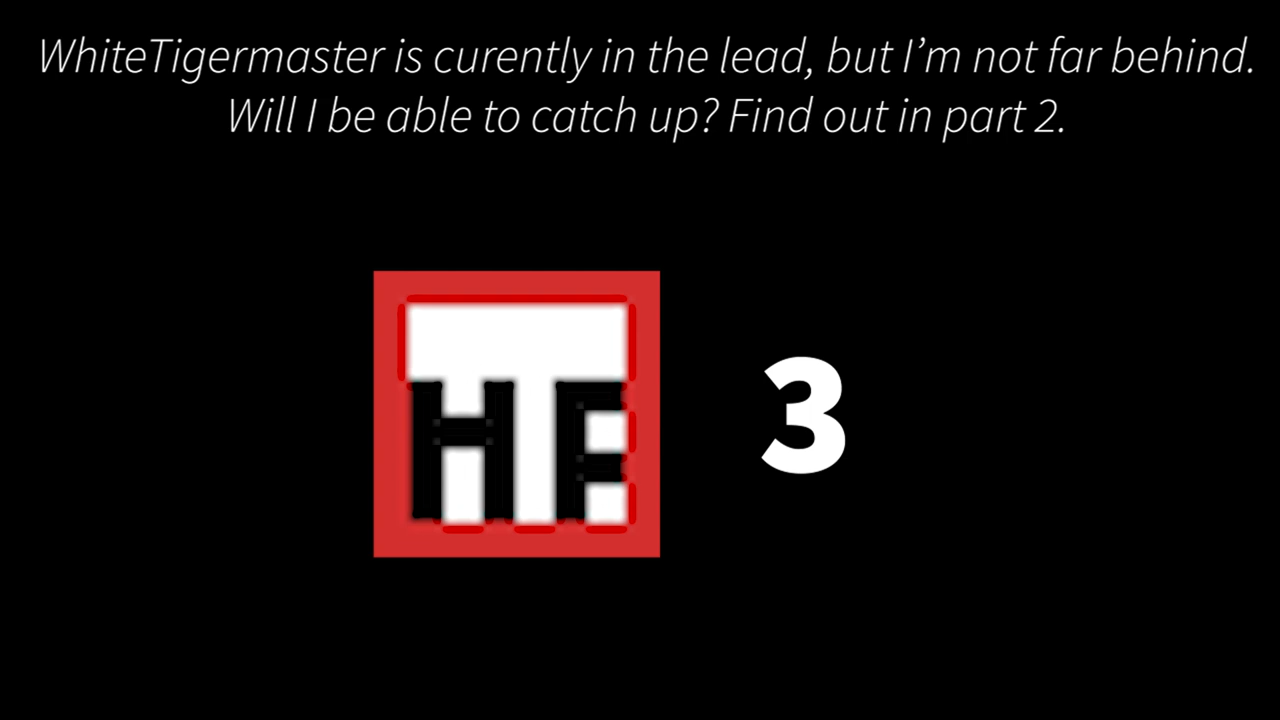 WhiteTigermaster is curently in the lead, but I’m not far behind.
Will I be able to catch up? Find out in part 2.
HF
3